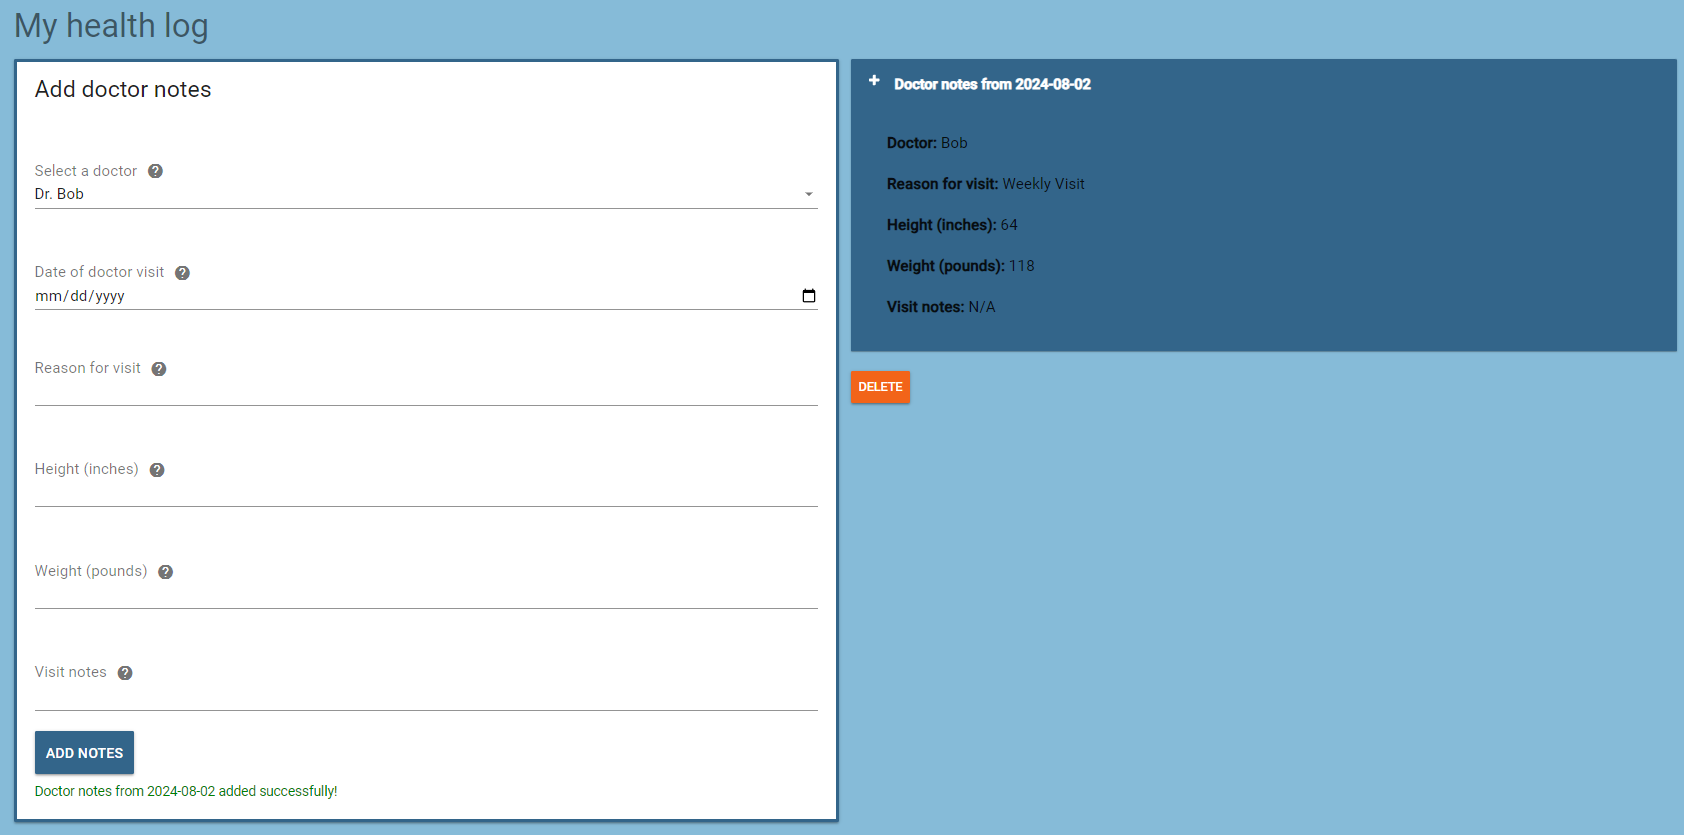 My health log
Add doctor notes
Select a doctor ?
Dr. Bob
Date of doctor visit ?
mm/dd/yyyy
Reason for visit ?
Height (inches) ?
Weight (pounds) ?
Visit notes ?
ADD NOTES
Doctor notes from 2024-08-02 added successfully!
+ Doctor notes from 2024-08-02
Doctor: Bob
Reason for visit: Weekly Visit
Height (inches): 64
Weight (pounds): 118
Visit notes: N/A
DELETE